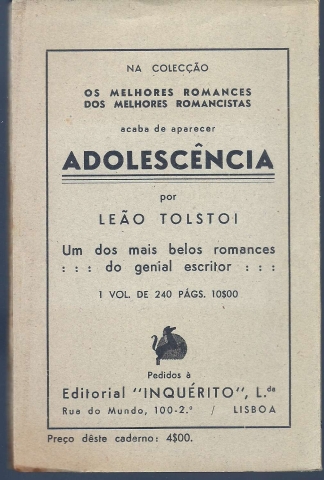 NA COLECÇÃO
OS MELHORES ROMANCES
DOS MELHORES ROMANCISTAS
acaba de aparecer
ADOLESCÊNCIA
por
LEÃO TOLSTOI
Um dos mais belos romances
: : : do genial escritor : : :
1 VOL. DE 240 PÁGS. 10$00
Pedidos à
Editorial "INQUÉRITO", L.da
Rua do Mundo, 100-2.º / LISBOA
Preço dêste caderno: 4$00.